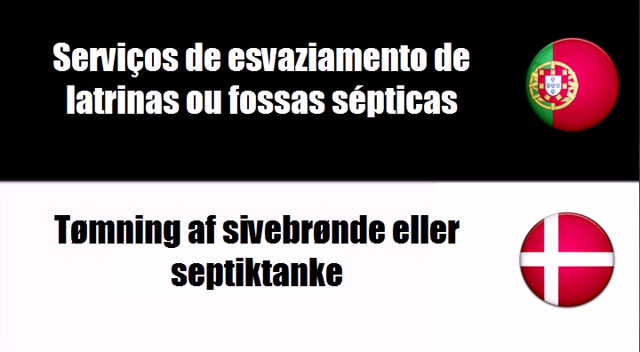 Serviços de esvaziamento de
latrinas ou fossas sépticas
Tømning af sivebrønde eller
septiktanke